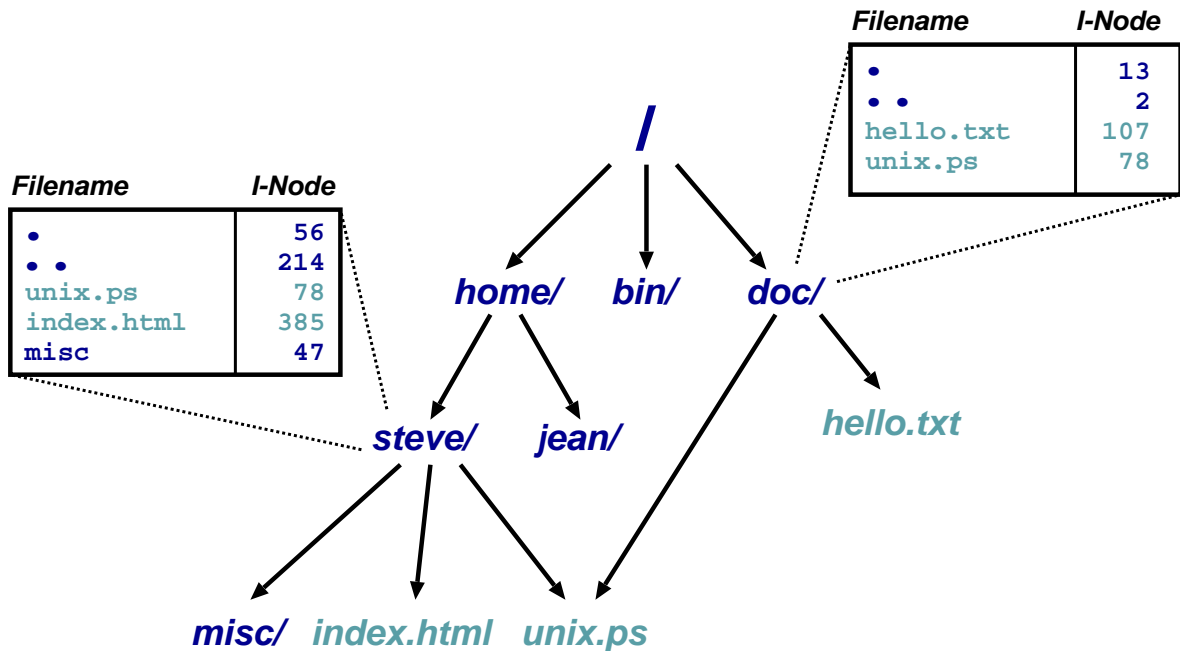 Filename I-Node
• 13
•• 2
hello.txt 107
unix.ps 78
/
Filename I-Node
• 56
•• 214
unix.ps 78
index.html 385
misc 47
home/ bin/ doc/
steve/ jean/ hello.txt
misc/ index.html unix.ps